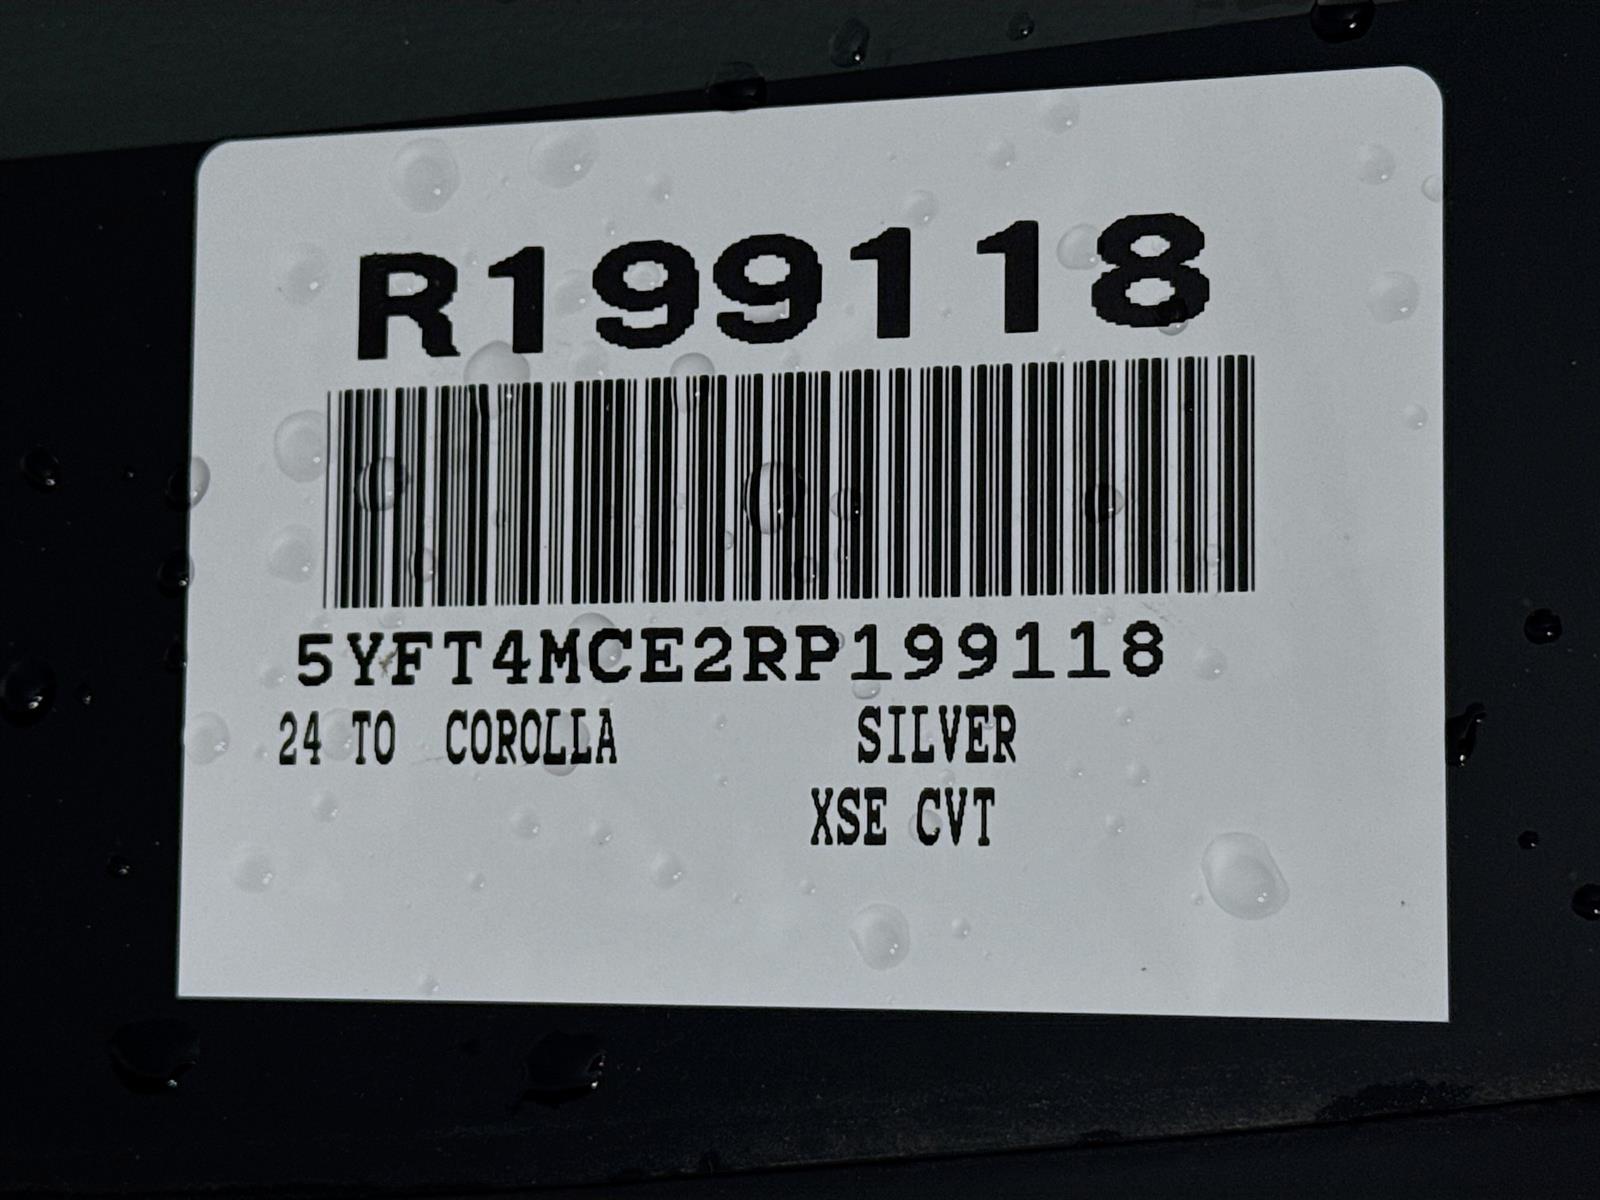 R199118
5YFT4MCE2RP199118
24 TO COROLLA SILVER
XSE CVT